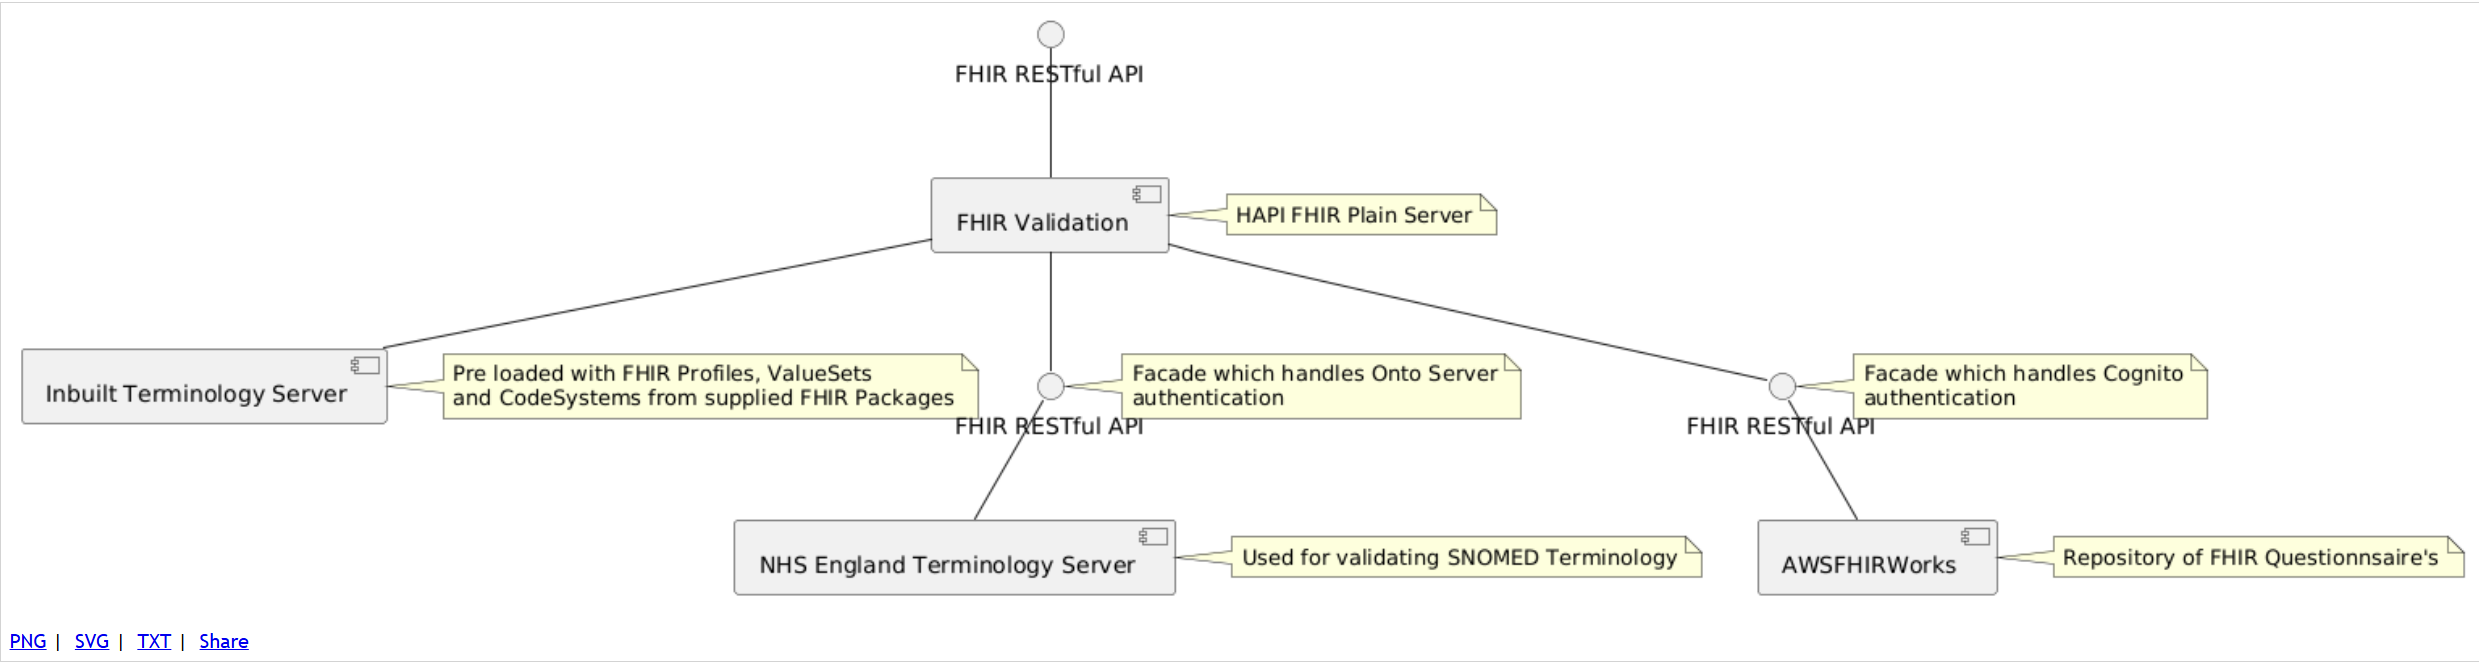 FHIR RESTful API
FHIR Validation
HAPI FHIR Plain Server
Inbuilt Terminology Server
Pre loaded with FHIR Profiles, ValueSets
and CodeSystems from supplied FHIR Packages
Facade which handles Onto Server
authentication
FHIR RESTful API
Facade which handles Cognito
authentication
FHIR RESTful API
NHS England Terminology Server
Used for validating SNOMED Terminology
AWSFHIRWorks
Repository of FHIR Questionnsaire's
PNG | SVG | TXT | Share